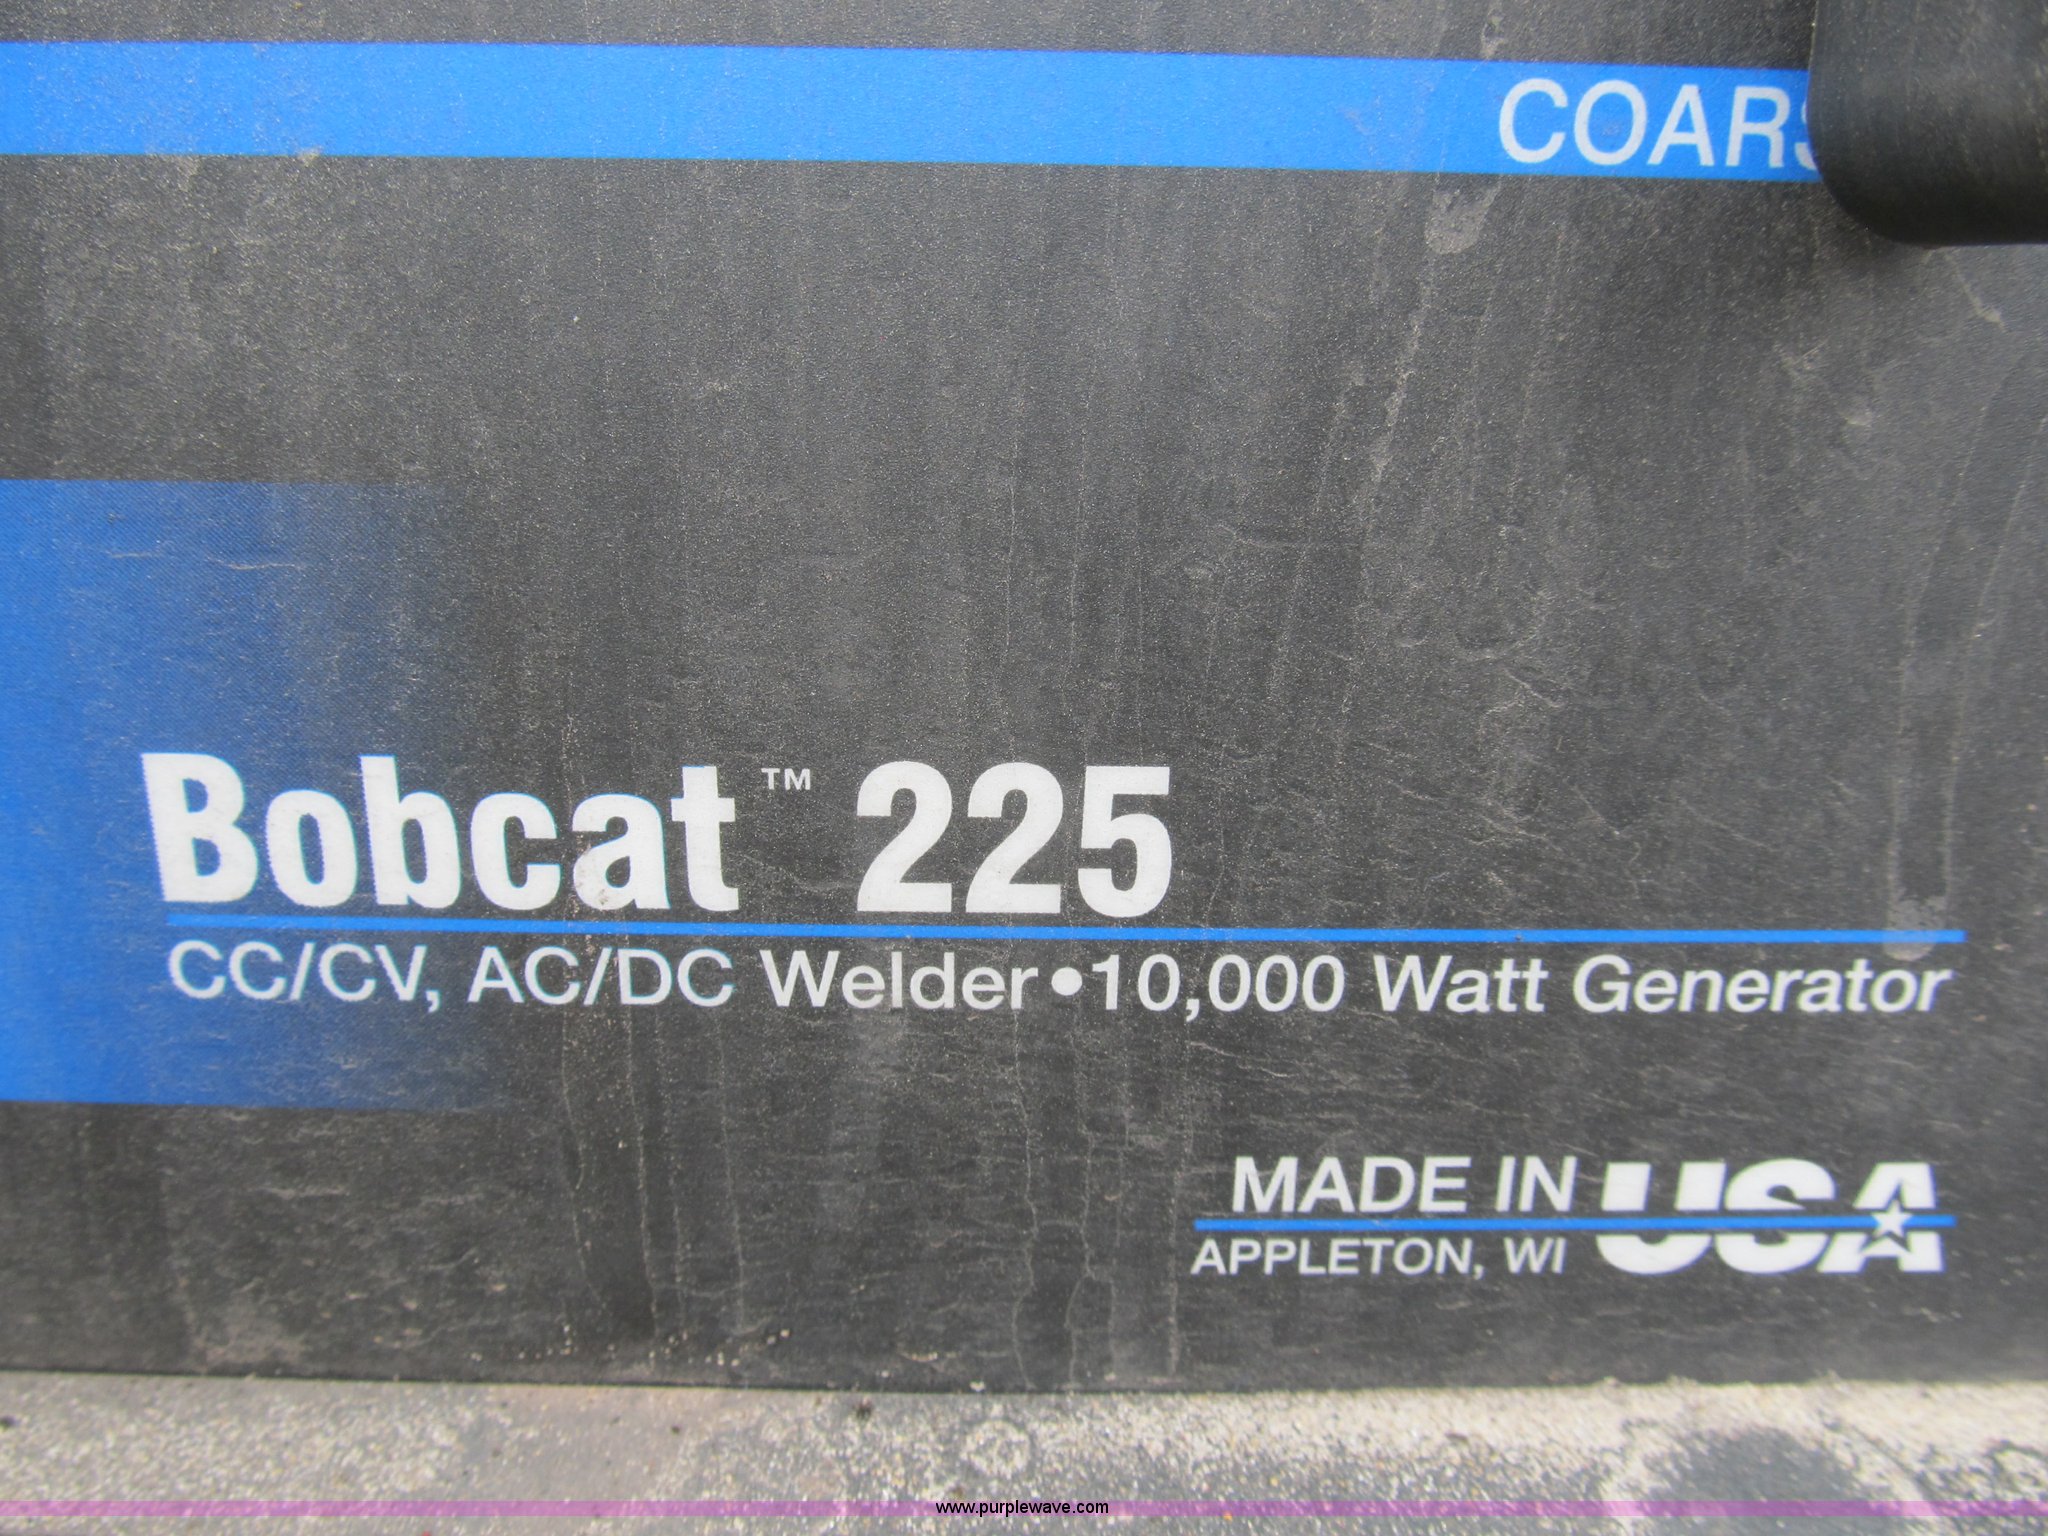 COARS
Bobcat™ 225
CC/CV, AC/DC Welder•10,000 Watt Generator
MADE IN USA
APPLETON, WI
www.purplewave.com